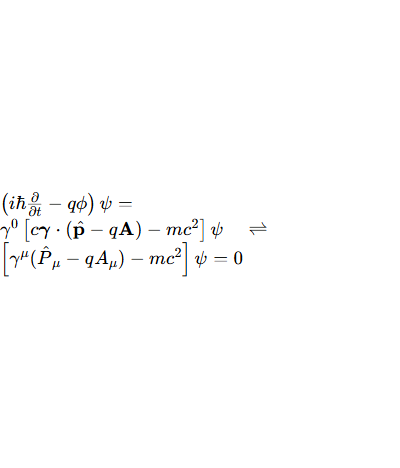 (iħ ∂/∂t − qϕ) ψ =
γ⁰ [c𝛄 · (𝐩̂ − q𝐀) − mc²] ψ ⇌
[γ^μ(P̂_μ − qA_μ) − mc²] ψ = 0